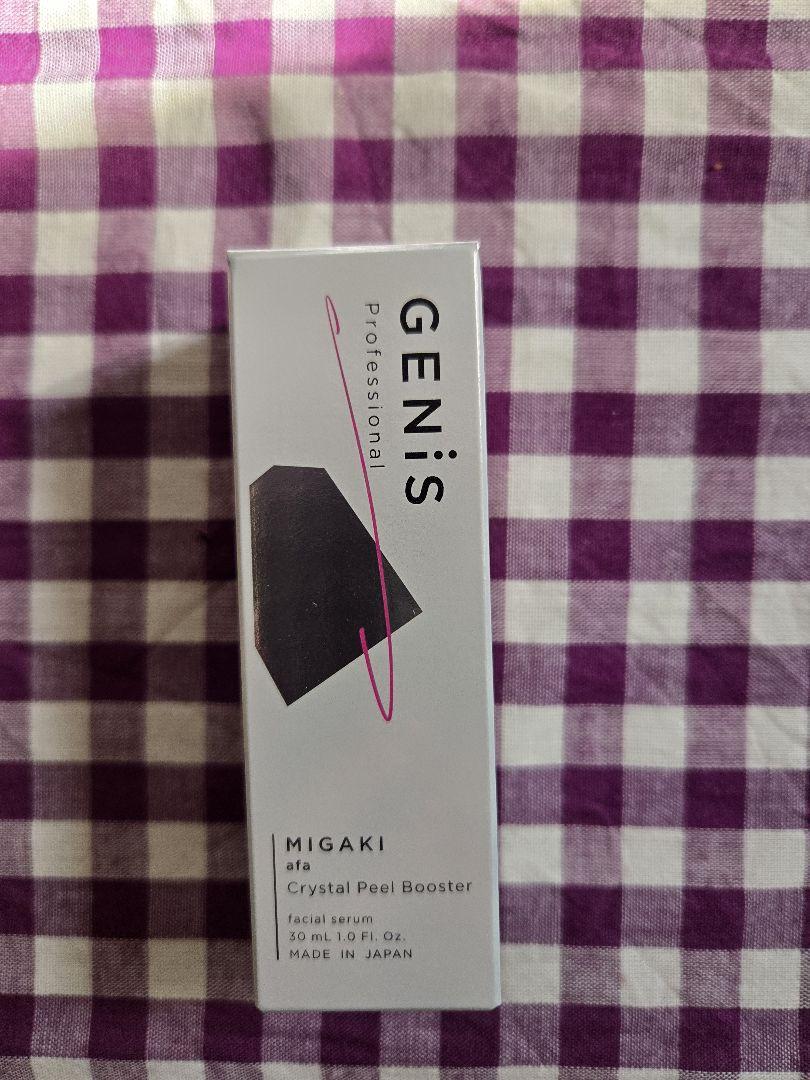 GENiS
Professional
MIGAKI
afa
Crystal Peel Booster
facial serum
30 mL 1.0 Fl. Oz.
MADE IN JAPAN